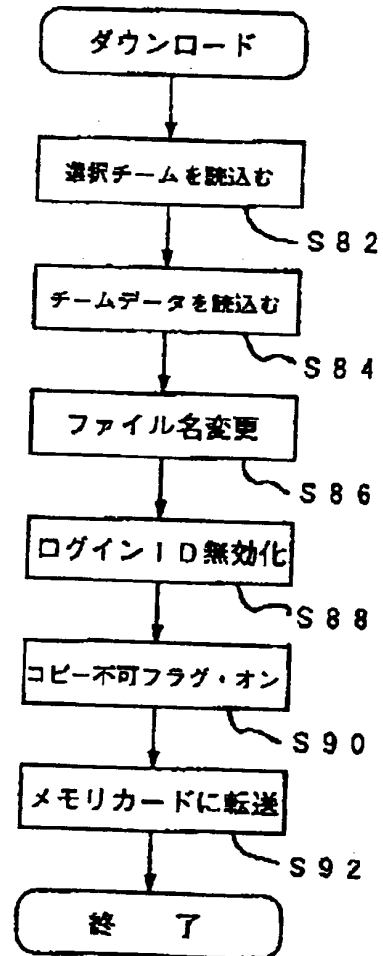 ダウンロード
選択チームを読込む
S82
チームデータを読込む
S84
ファイル名変更
S86
ログインID無効化
S88
コピー不可フラグ・オン
S90
メモリカードに転送
S92
終 了